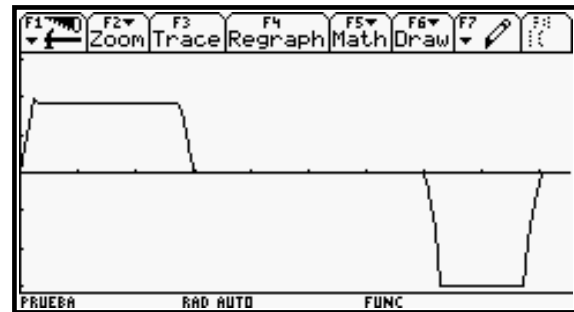 F1 F2 F3 F4 F5 F6 F7
Zoom Trace Regraph Math Draw
PRUEBA RAD AUTO FUNC